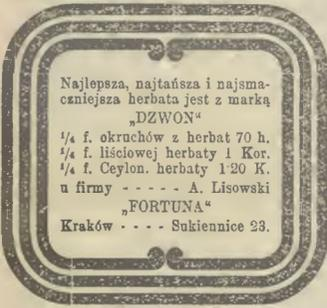 Najlepsza, najtańsza i najsma-
czniejsza herbata jest z marką
„DZWON“
1/4 f. okruchów z herbat 70 h.
1/4 f. liściowej herbaty 1 Kor.
1/4 f. Ceylon. herbaty 1·20 K.
u firmy - - - - - A. Lisowski
„FORTUNA“
Kraków - - - - Sukiennice 23.